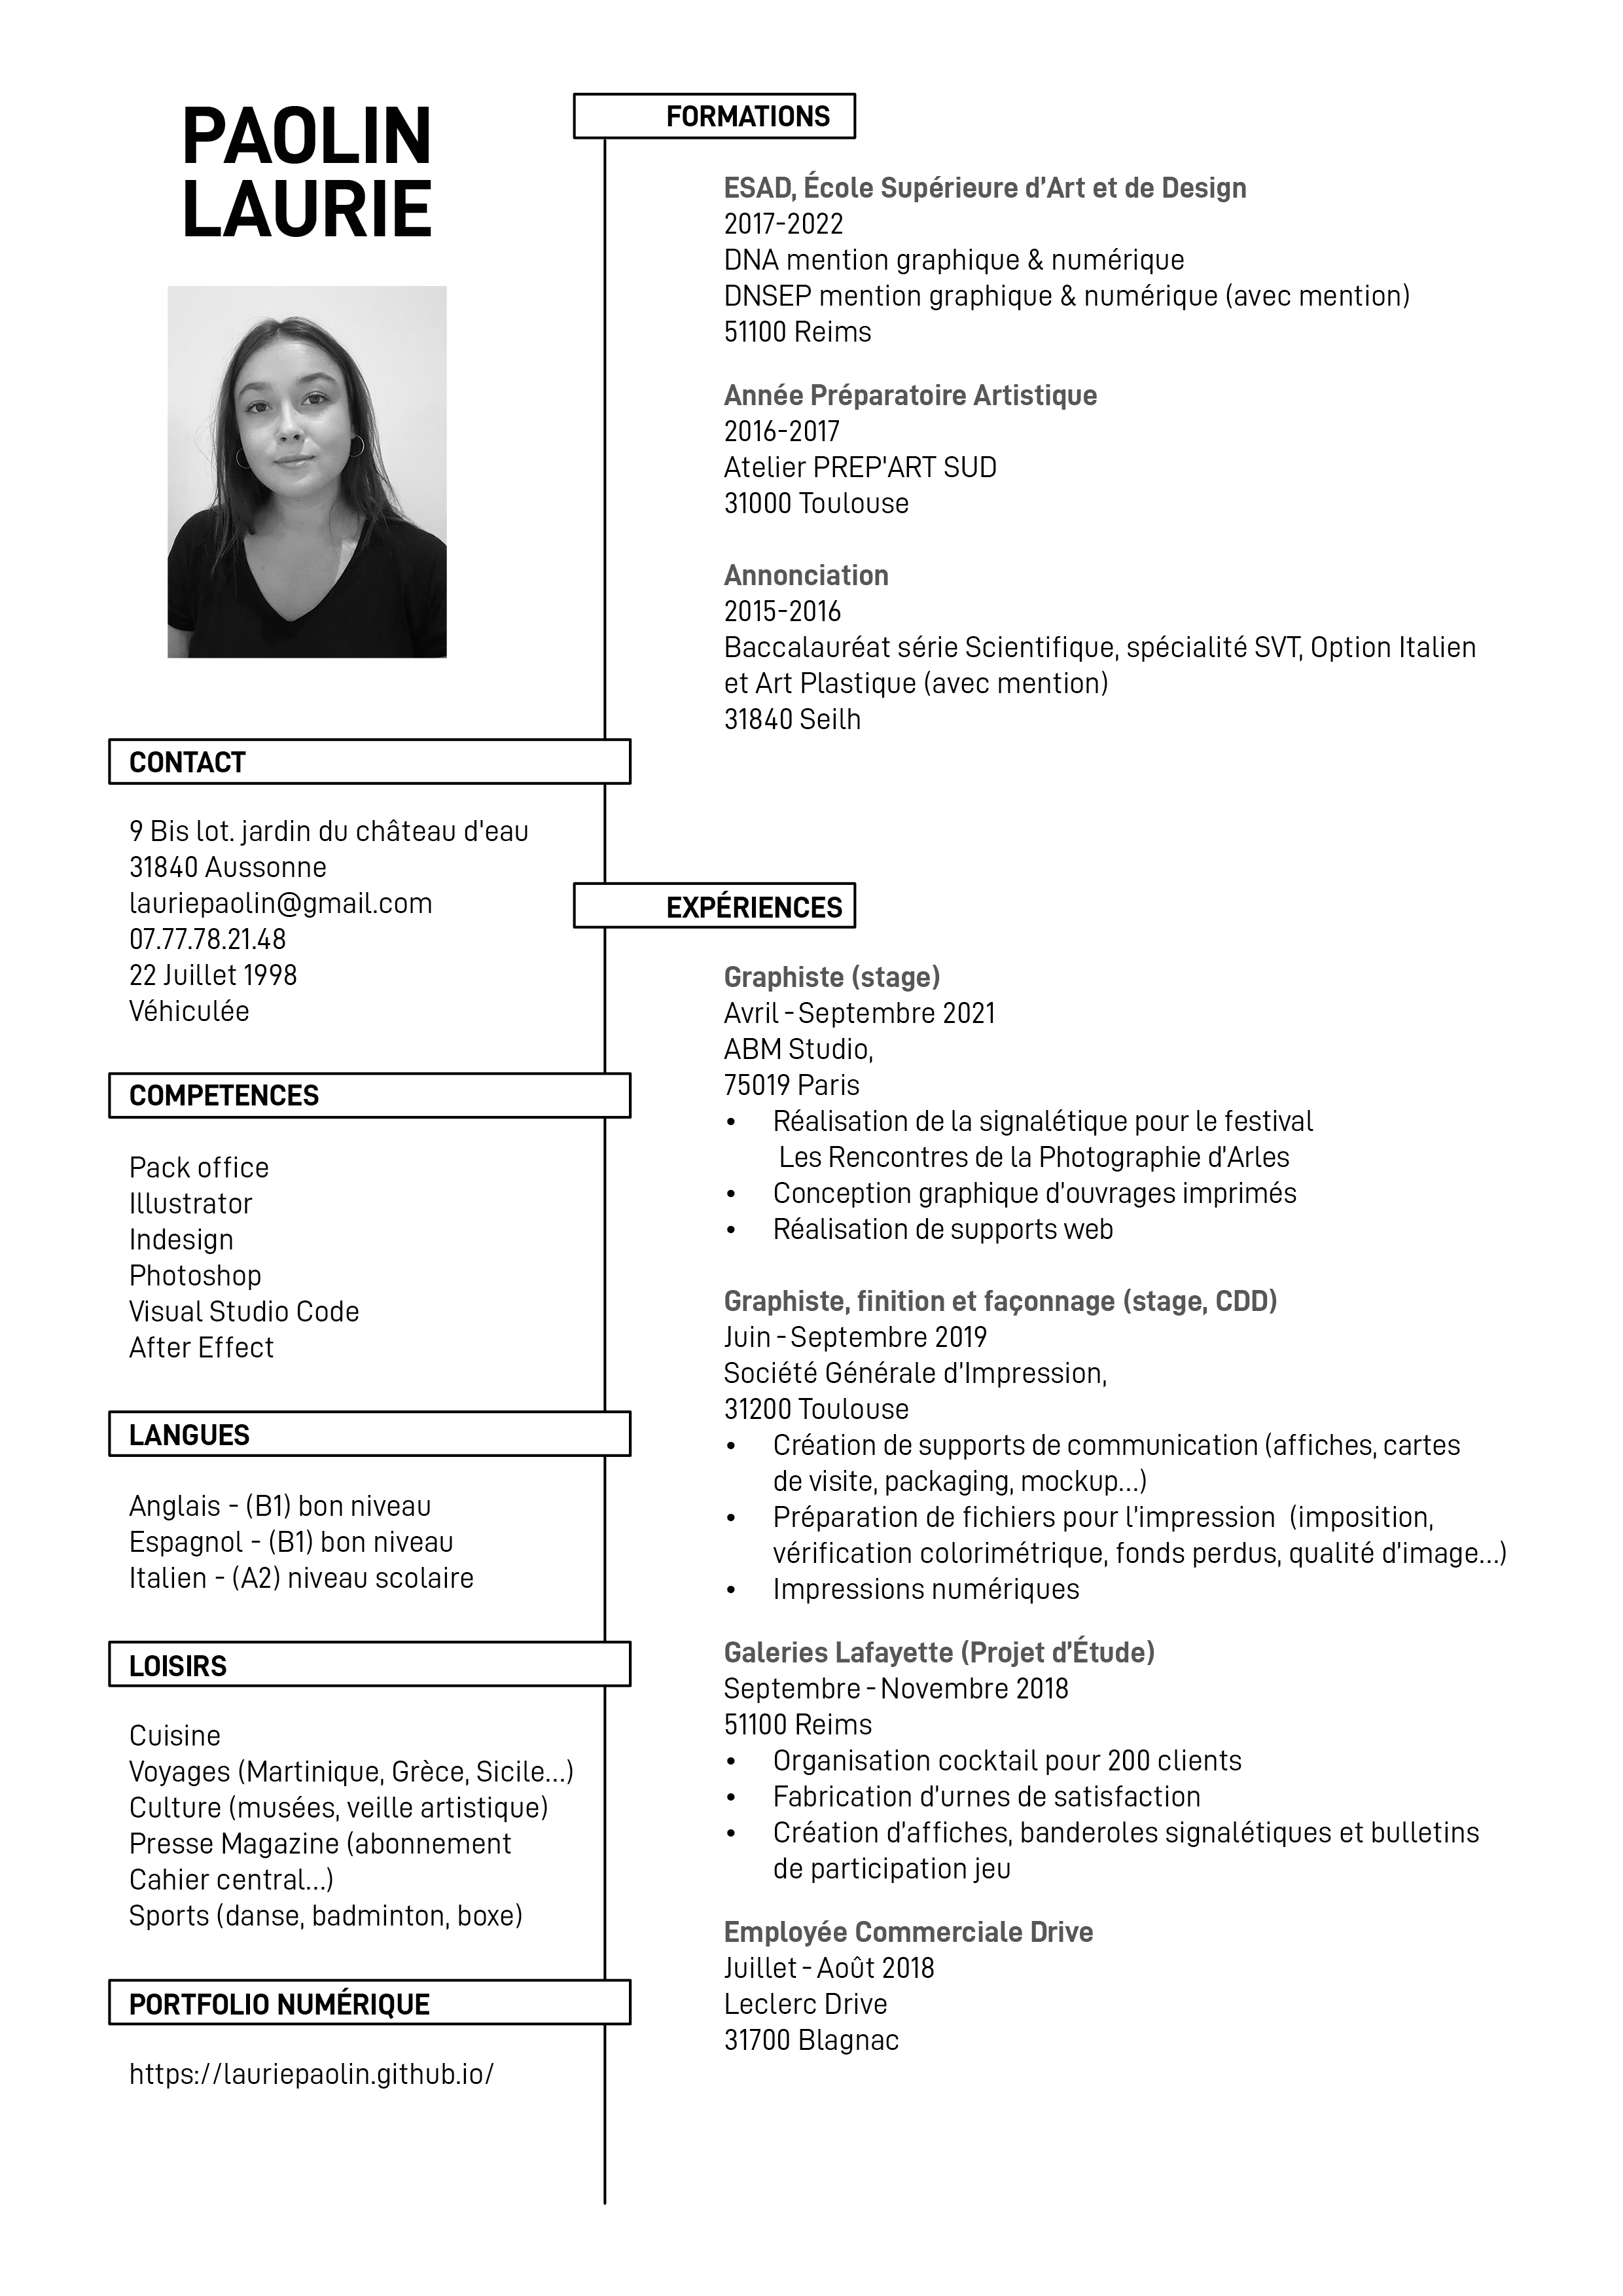 PAOLIN
LAURIE
CONTACT
9 Bis lot. jardin du château d'eau
31840 Aussonne
lauriepaolin@gmail.com
07.77.78.21.48
22 Juillet 1998
Véhiculée
COMPETENCES
Pack office
Illustrator
Indesign
Photoshop
Visual Studio Code
After Effect
LANGUES
Anglais - (B1) bon niveau
Espagnol - (B1) bon niveau
Italien - (A2) niveau scolaire
LOISIRS
Cuisine
Voyages (Martinique, Grèce, Sicile...)
Culture (musées, veille artistique)
Presse Magazine (abonnement
Cahier central...)
Sports (danse, badminton, boxe)
PORTFOLIO NUMÉRIQUE
https://lauriepaolin.github.io/
FORMATIONS
ESAD, École Supérieure d’Art et de Design
2017-2022
DNA mention graphique & numérique
DNSEP mention graphique & numérique (avec mention)
51100 Reims
Année Préparatoire Artistique
2016-2017
Atelier PREP'ART SUD
31000 Toulouse
Annonciation
2015-2016
Baccalauréat série Scientifique, spécialité SVT, Option Italien
et Art Plastique (avec mention)
31840 Seilh
EXPÉRIENCES
Graphiste (stage)
Avril - Septembre 2021
ABM Studio,
75019 Paris
• Réalisation de la signalétique pour le festival
Les Rencontres de la Photographie d’Arles
• Conception graphique d’ouvrages imprimés
• Réalisation de supports web
Graphiste, finition et façonnage (stage, CDD)
Juin - Septembre 2019
Société Générale d’Impression,
31200 Toulouse
• Création de supports de communication (affiches, cartes
de visite, packaging, mockup...)
• Préparation de fichiers pour l’impression (imposition,
vérification colorimétrique, fonds perdus, qualité d’image...)
• Impressions numériques
Galeries Lafayette (Projet d’Étude)
Septembre - Novembre 2018
51100 Reims
• Organisation cocktail pour 200 clients
• Fabrication d’urnes de satisfaction
• Création d’affiches, banderoles signalétiques et bulletins
de participation jeu
Employée Commerciale Drive
Juillet - Août 2018
Leclerc Drive
31700 Blagnac